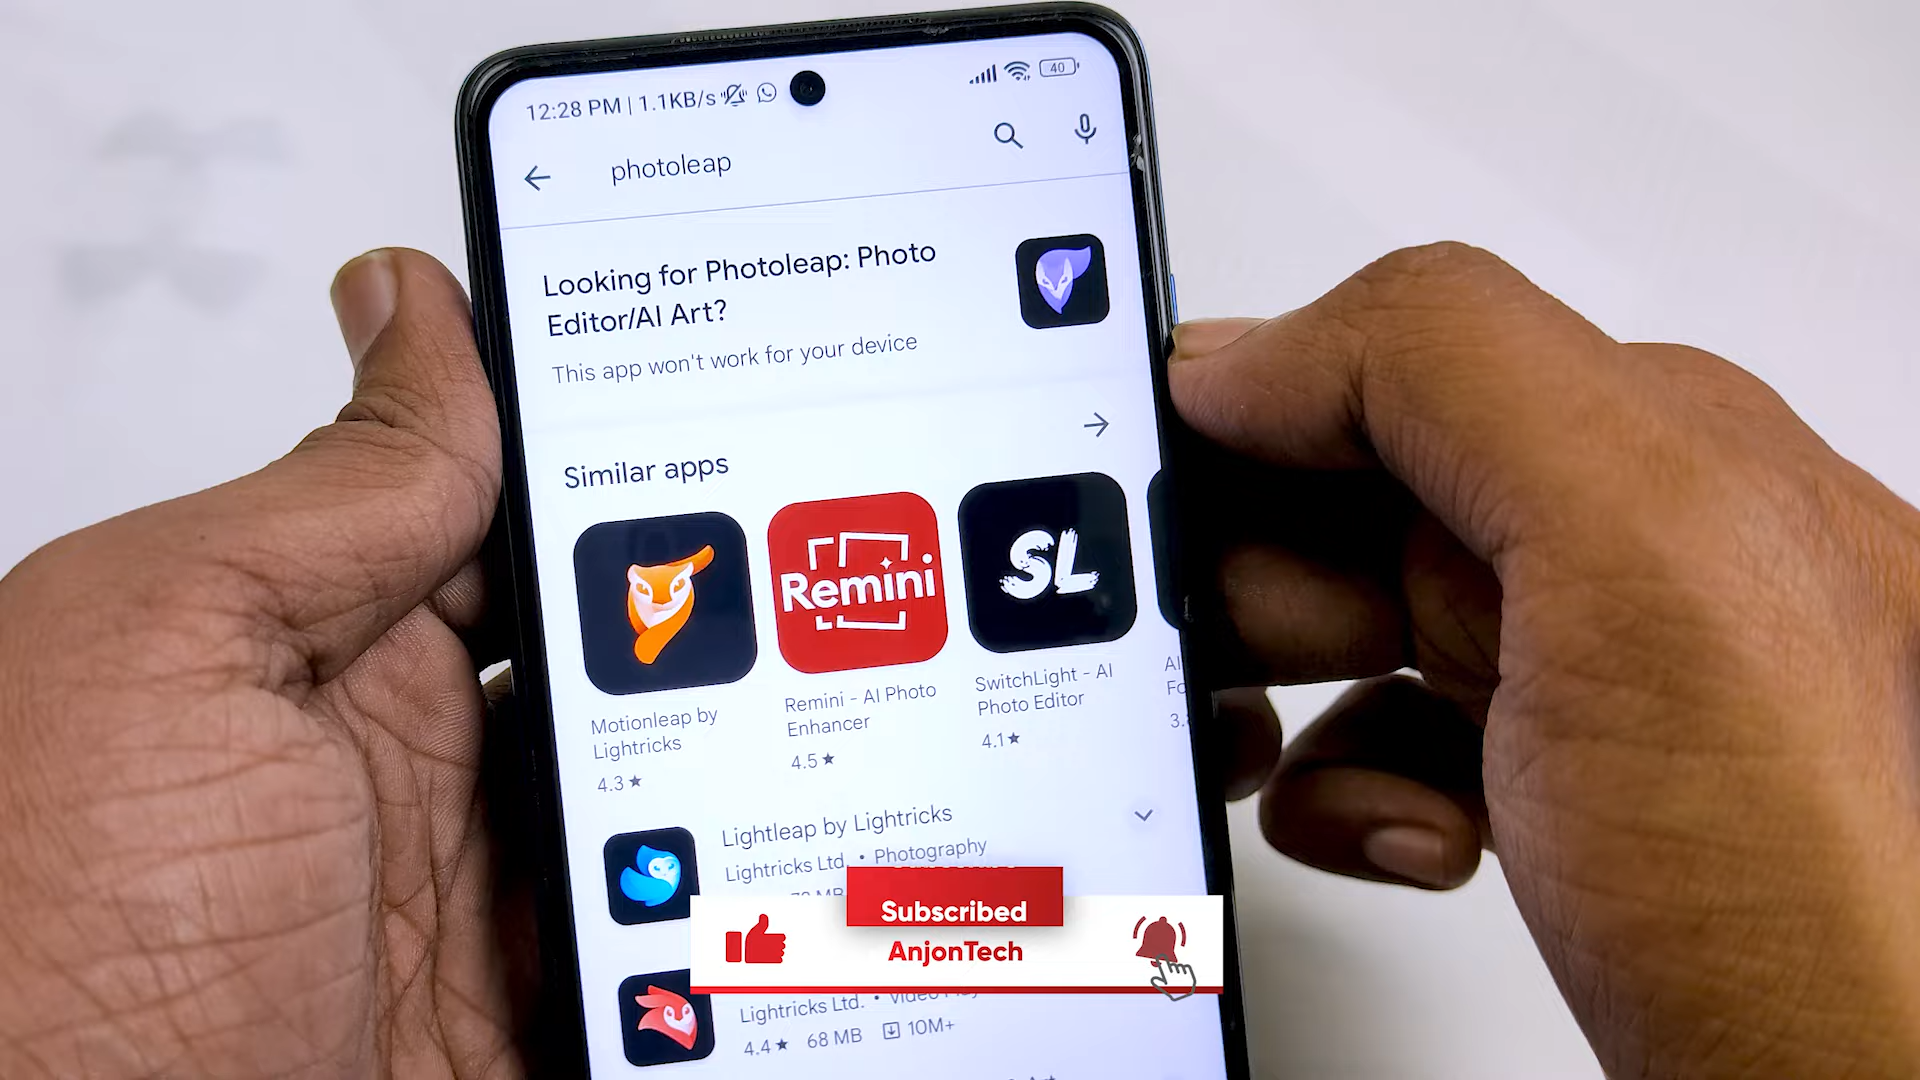 12:28 PM | 1.1KB/s
40
photoleap
Looking for Photoleap: Photo
Editor/AI Art?
This app won't work for your device
Similar apps
Remini
SL
Motionleap by
Lightricks
4.3★
Remini - AI Photo
Enhancer
4.5★
SwitchLight - AI
Photo Editor
4.1★
AI
3.
Lightleap by Lightricks
Lightricks Ltd. • Photography
MB
Subscribed
AnjonTech
Lightricks Ltd. •
4.4★ 68 MB 10M+